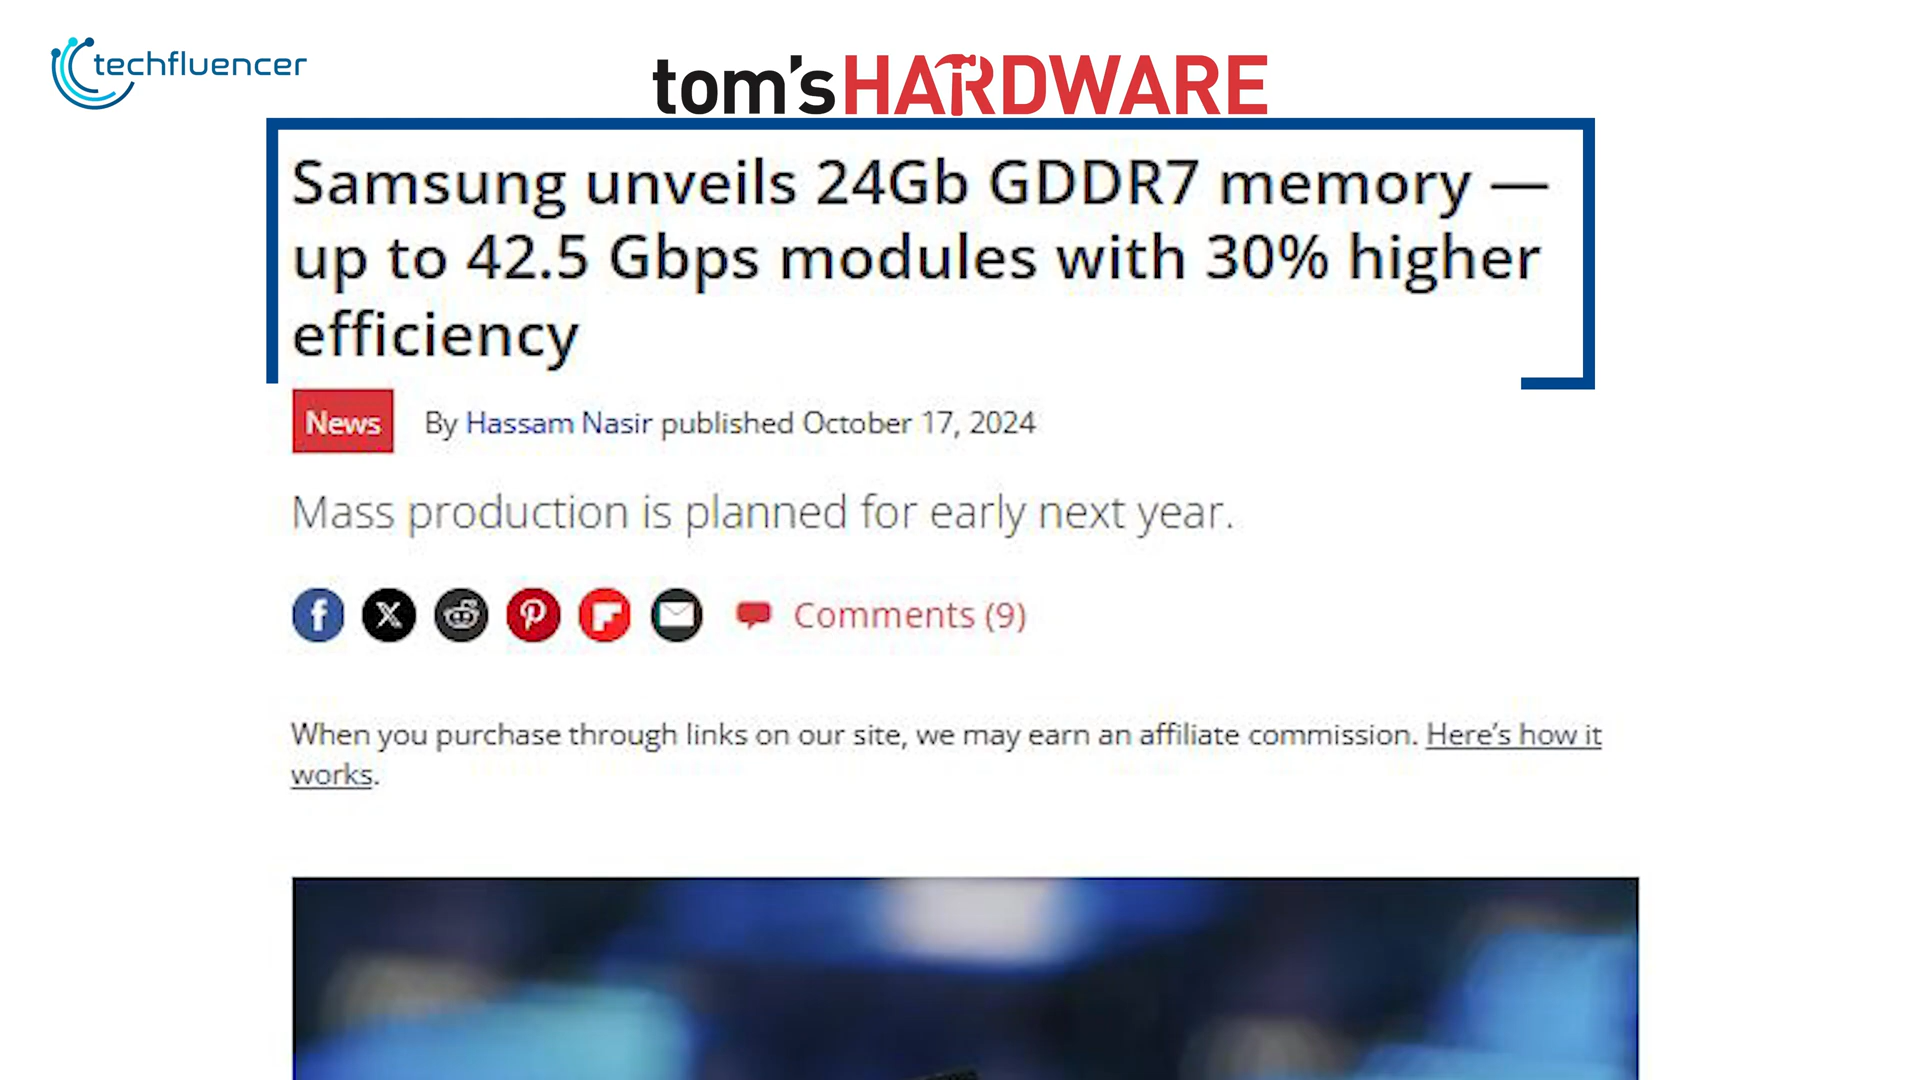 techfluencer
tom's HARDWARE
Samsung unveils 24Gb GDDR7 memory —
up to 42.5 Gbps modules with 30% higher
efficiency
News By Hassam Nasir published October 17, 2024
Mass production is planned for early next year.
Comments (9)
When you purchase through links on our site, we may earn an affiliate commission. Here’s how it
works.